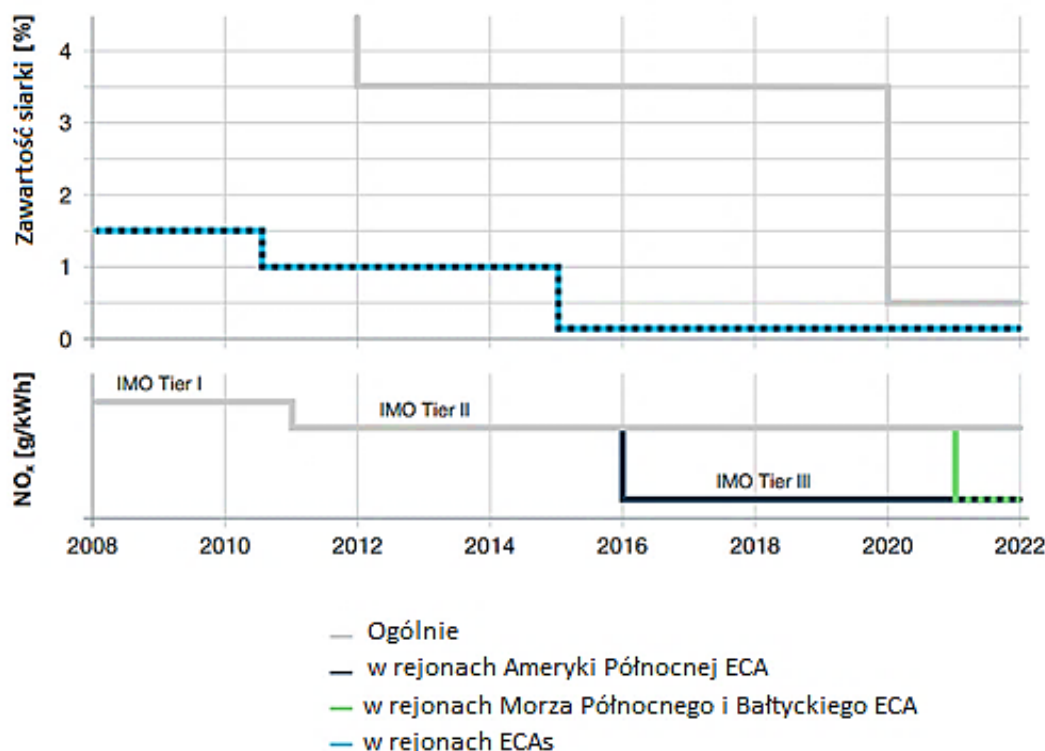 Zawartość siarki [%]
4
3
2
1
0
NOx [g/kWh]
IMO Tier I
IMO Tier II
IMO Tier III
2008 2010 2012 2014 2016 2018 2020 2022
Ogólnie
w rejonach Ameryki Północnej ECA
w rejonach Morza Północnego i Bałtyckiego ECA
w rejonach ECAs